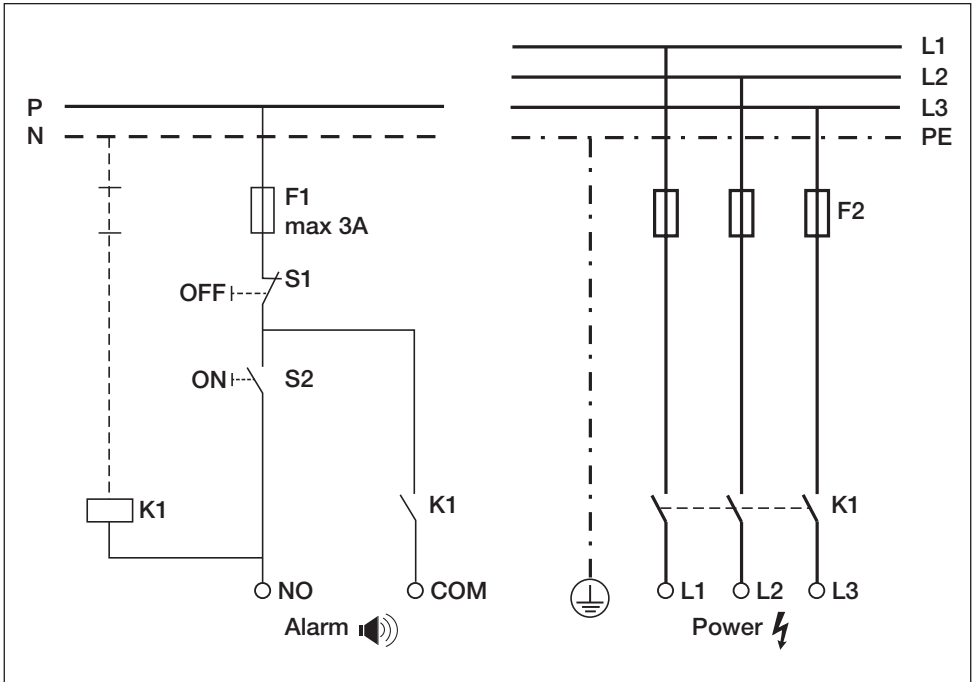 P
N
F1
max 3A
S1
OFF
ON
S2
K1
K1
NO
COM
Alarm
L1
L2
L3
PE
F2
K1
L1
L2
L3
Power